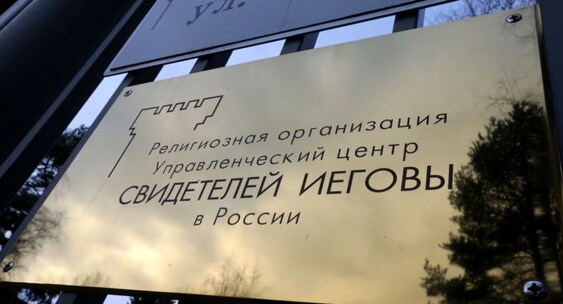 ул.
Религиозная организация
Управленческий центр
СВИДЕТЕЛЕЙ ИЕГОВЫ
в России